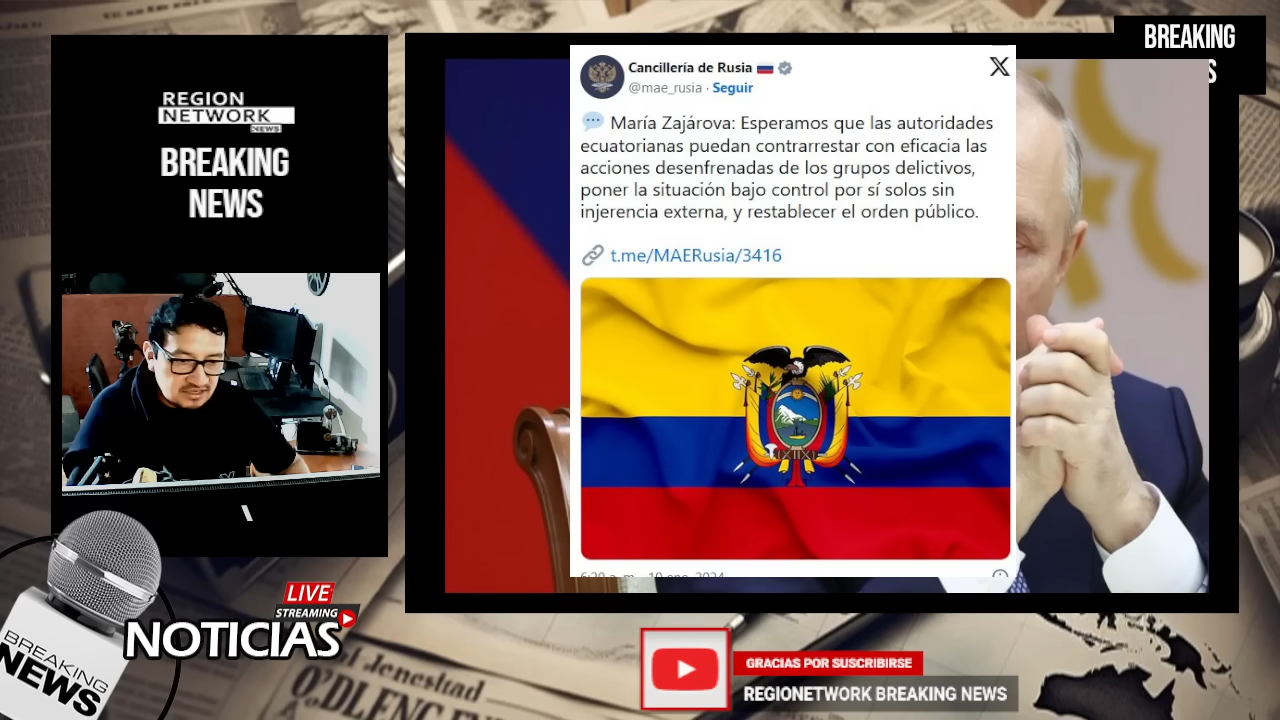 BREAKING
S
REGION
NETWORK
NEWS
BREAKING
NEWS
Cancillería de Rusia
@mae_rusia · Seguir
María Zajárova: Esperamos que las autoridades
ecuatorianas puedan contrarrestar con eficacia las
acciones desenfrenadas de los grupos delictivos,
poner la situación bajo control por sí solos sin
injerencia externa, y restablecer el orden público.
t.me/MAERusia/3416
LIVE
STREAMING
NOTICIAS
BREAKING
NEWS
GRACIAS POR SUSCRIBIRSE
REGIONETWORK BREAKING NEWS